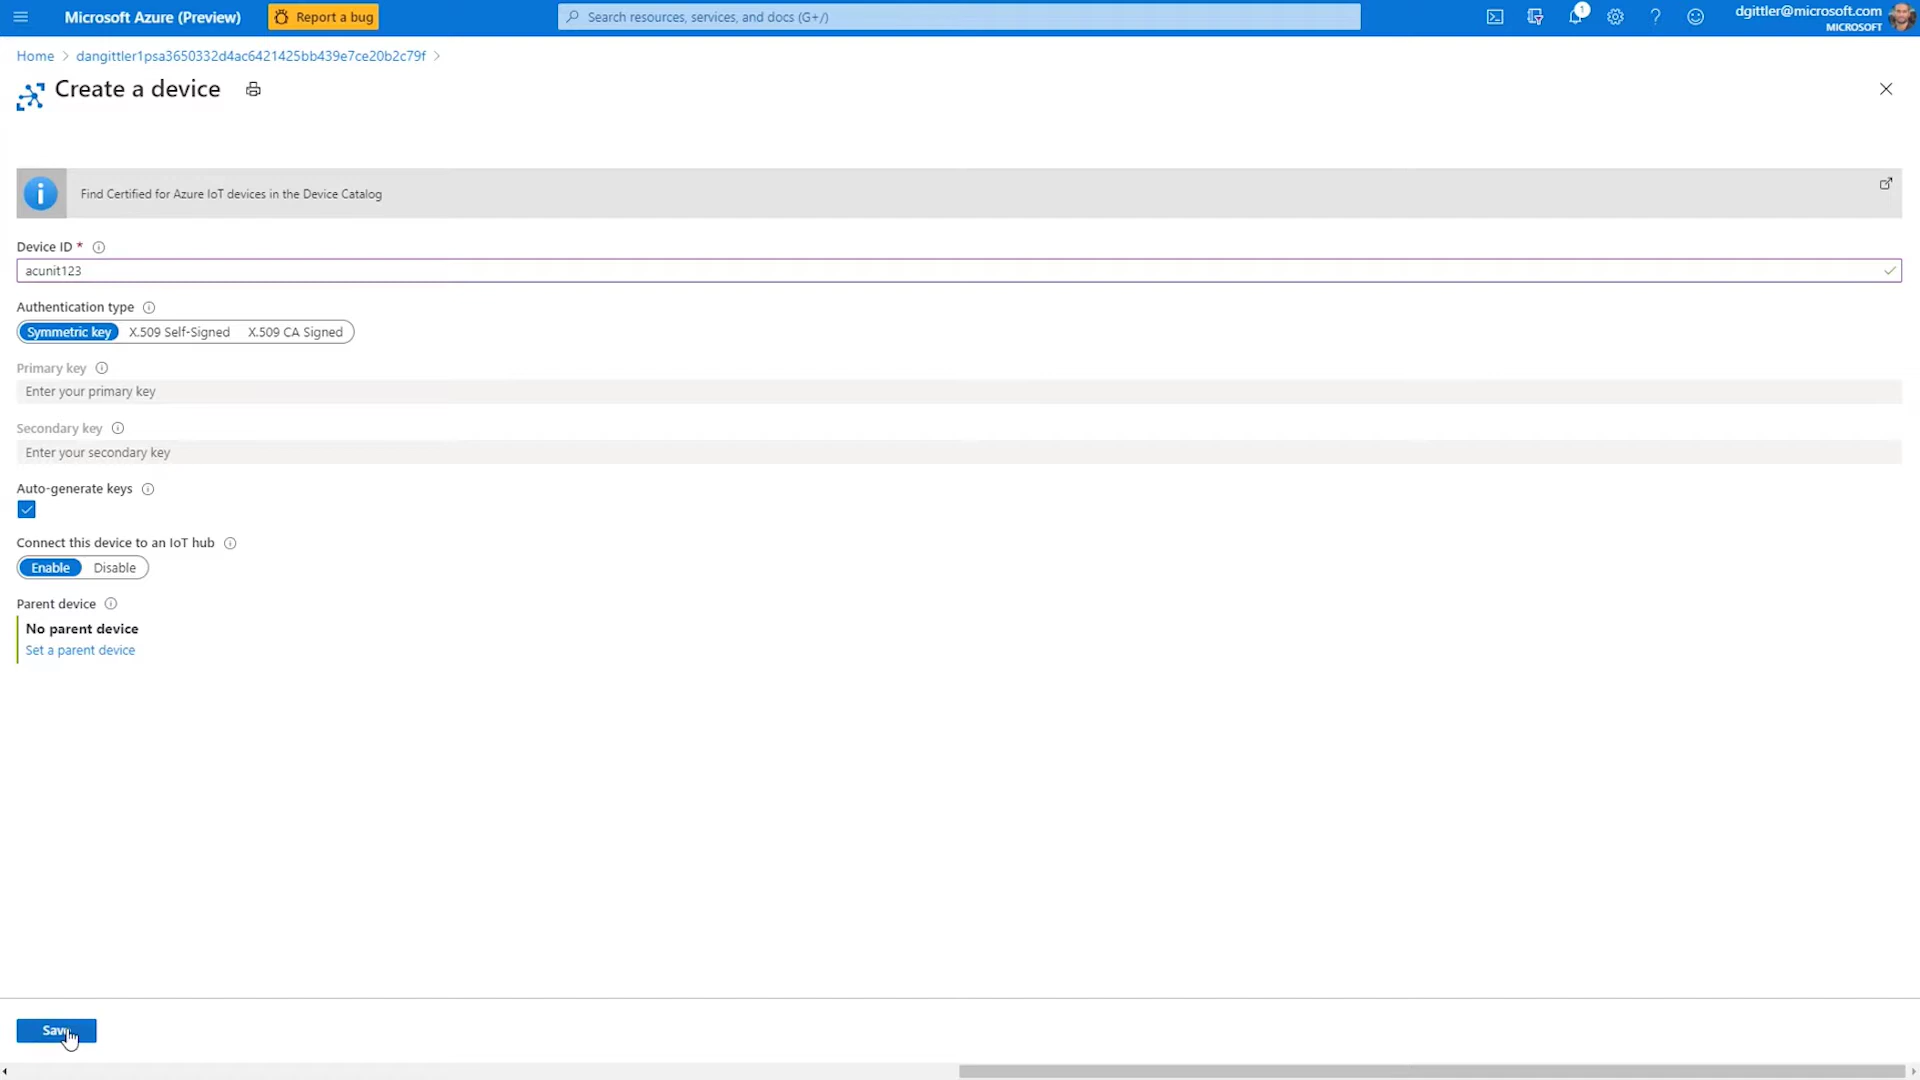 Microsoft Azure (Preview)
Report a bug
Search resources, services, and docs (G+/)
1
dgittler@microsoft.com
MICROSOFT
Home > dangittler1psa3650332d4ac6421425bb439e7ce20b2c79f >
Create a device
Find Certified for Azure IoT devices in the Device Catalog
Device ID *
acunit123
Authentication type
Symmetric key X.509 Self-Signed X.509 CA Signed
Primary key
Enter your primary key
Secondary key
Enter your secondary key
Auto-generate keys
Connect this device to an IoT hub
Enable Disable
Parent device
No parent device
Set a parent device
Save